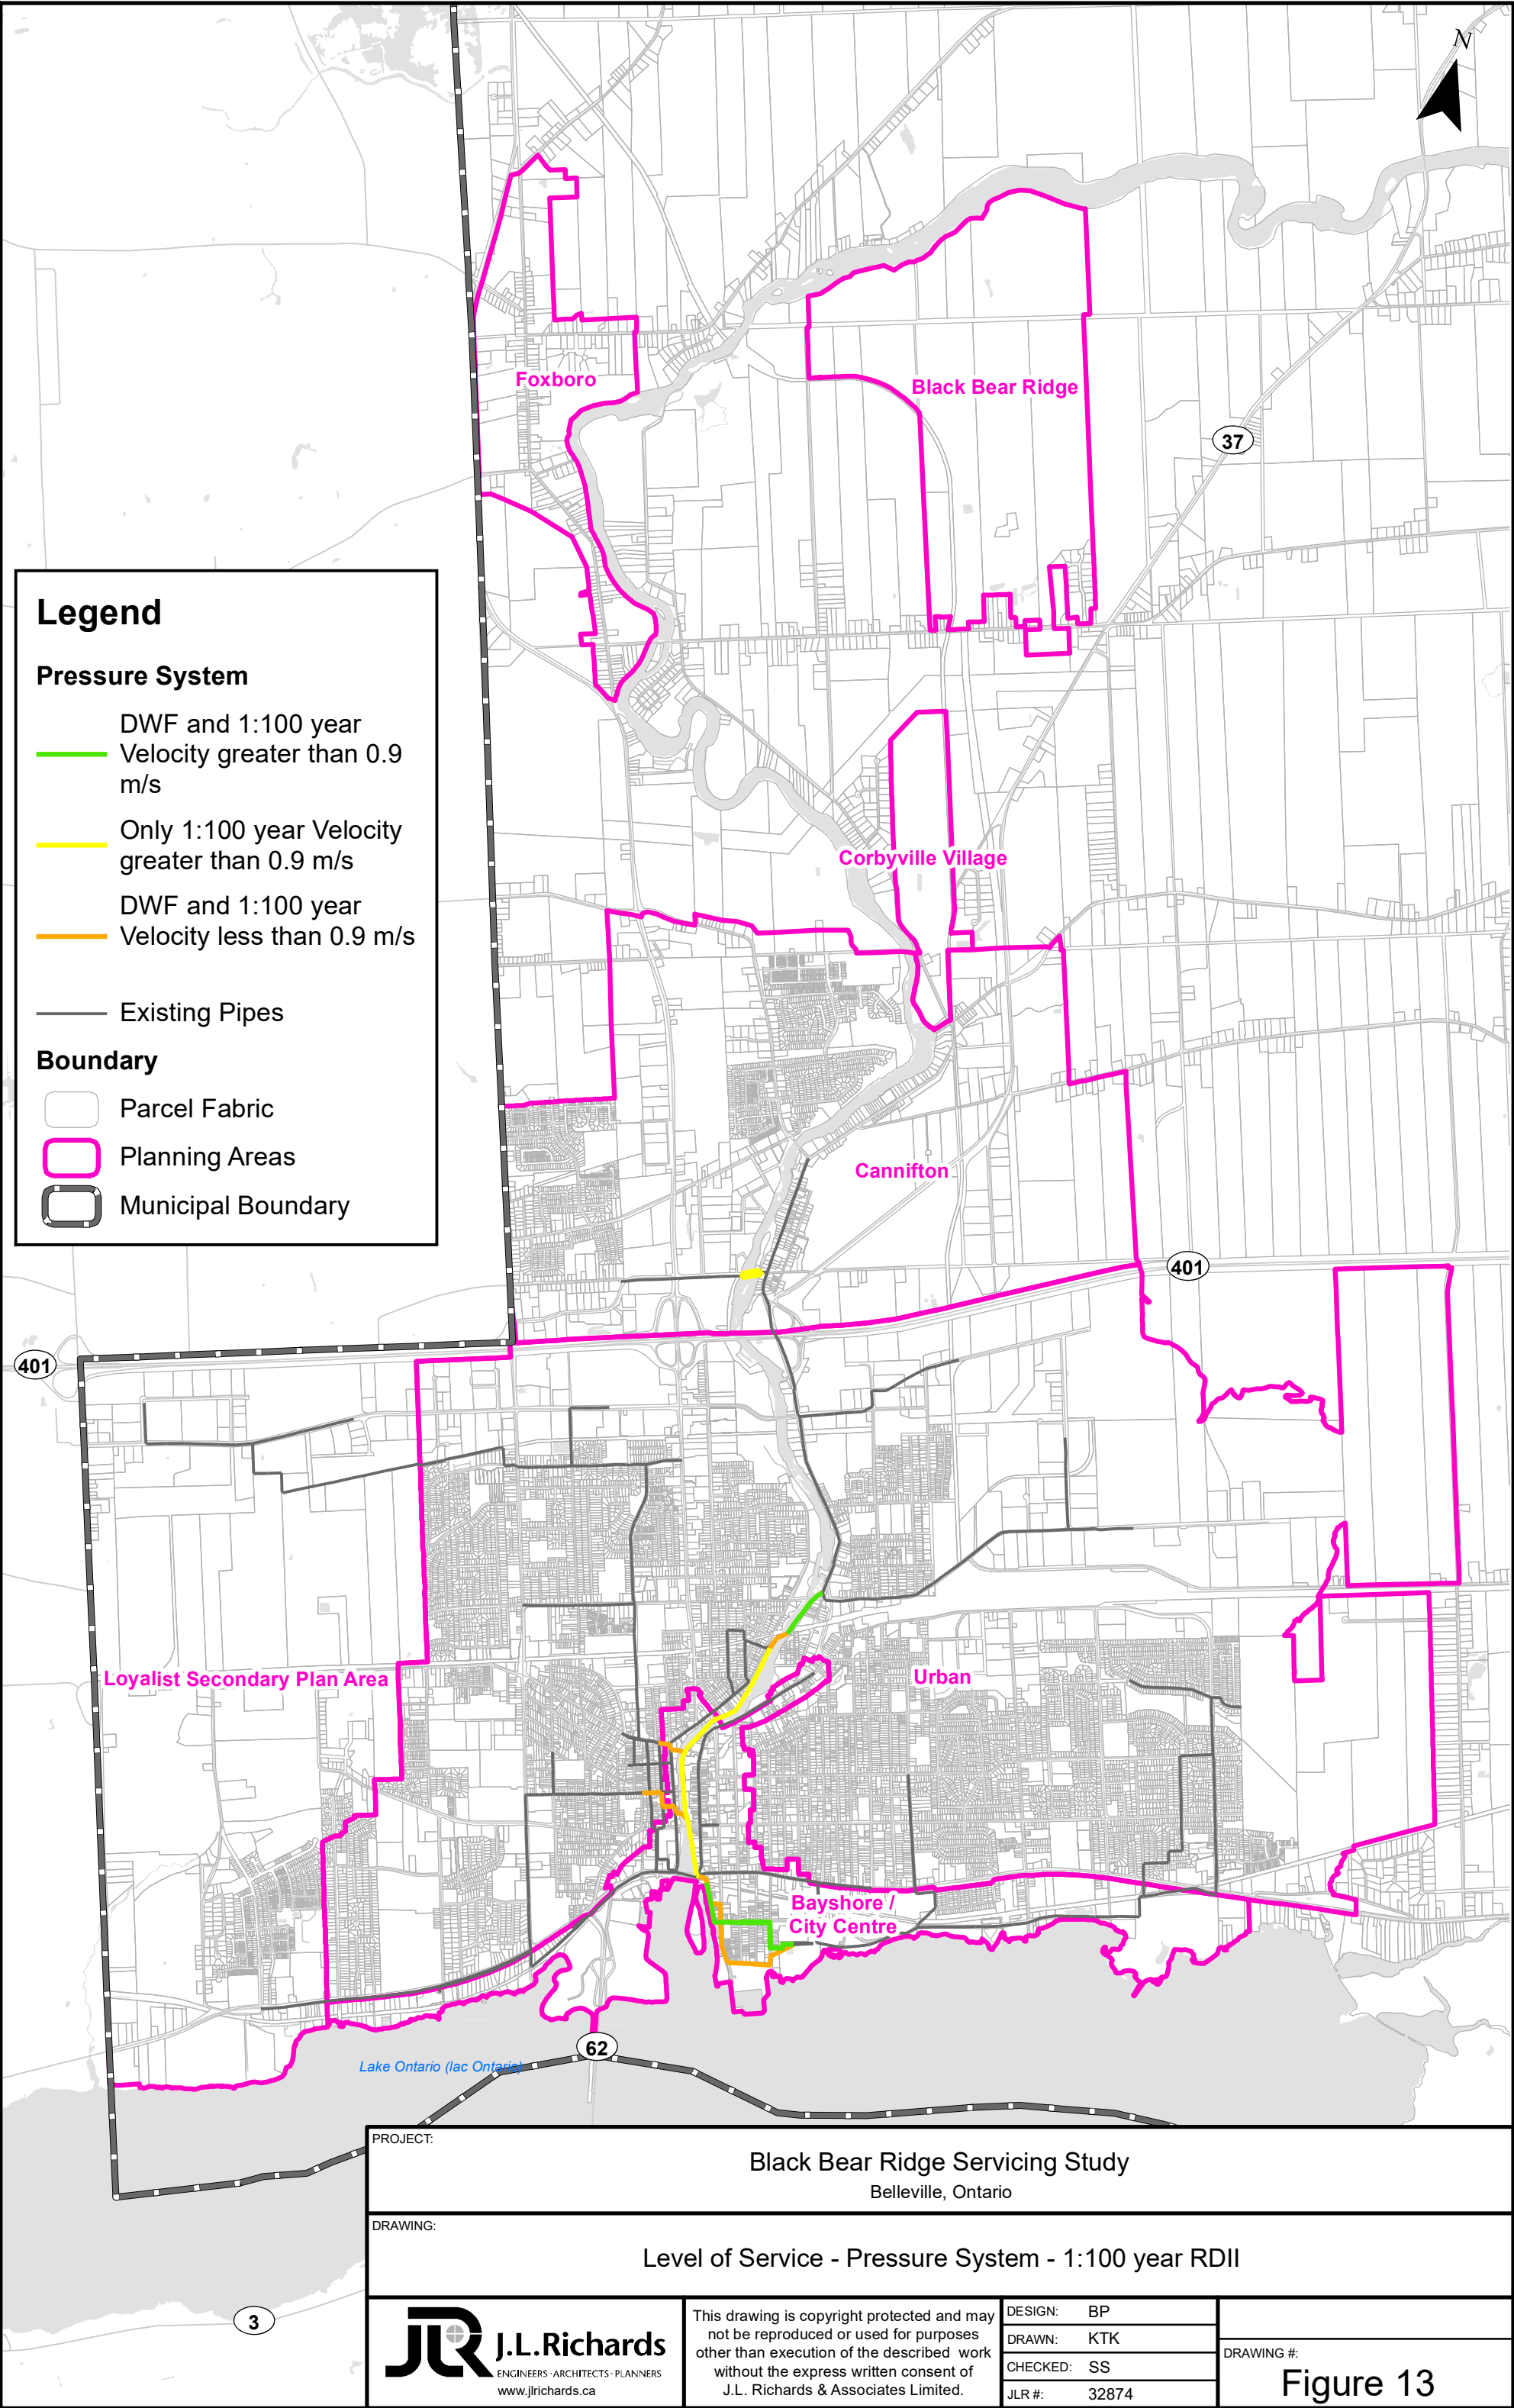 N
Foxboro
Black Bear Ridge
37
Legend
Pressure System
DWF and 1:100 year
Velocity greater than 0.9
m/s
Only 1:100 year Velocity
greater than 0.9 m/s
DWF and 1:100 year
Velocity less than 0.9 m/s
Existing Pipes
Boundary
Parcel Fabric
Planning Areas
Municipal Boundary
Corbyville Village
Cannifton
401
401
Loyalist Secondary Plan Area
Urban
Bayshore /
City Centre
62
Lake Ontario (lac Ontario)
3
PROJECT:
Black Bear Ridge Servicing Study
Belleville, Ontario
DRAWING:
Level of Service - Pressure System - 1:100 year RDII
JLR
J.L.Richards
ENGINEERS · ARCHITECTS · PLANNERS
www.jlrichards.ca
This drawing is copyright protected and may
not be reproduced or used for purposes
other than execution of the described work
without the express written consent of
J.L. Richards & Associates Limited.
DESIGN: BP
DRAWN: KTK
CHECKED: SS
JLR #: 32874
DRAWING #:
Figure 13